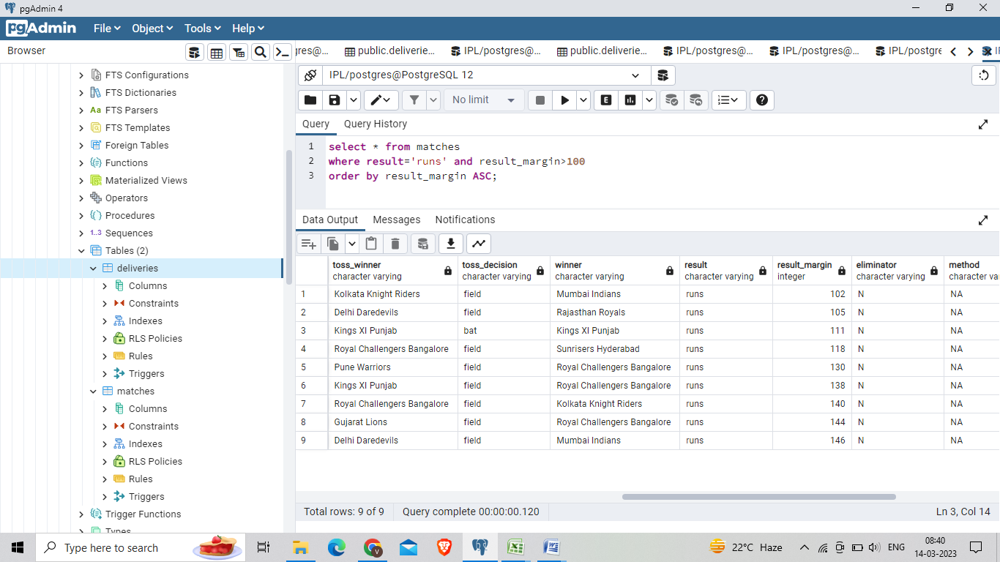 pgAdmin 4
pgAdmin File Object Tools Help
Browser
gres@... public.deliverie... IPL/postgres@... public.deliverie... IPL/postgres@... IPL/postgres@... IPL/postgre
IPL/postgres@PostgreSQL 12
No limit
E
Query Query History
1 select * from matches
2 where result='runs' and result_margin>100
3 order by result_margin ASC;
FTS Configurations
FTS Dictionaries
Aa FTS Parsers
FTS Templates
Foreign Tables
Functions
Materialized Views
Operators
Procedures
1..3 Sequences
Tables (2)
deliveries
Columns
Constraints
Indexes
RLS Policies
Rules
Triggers
matches
Columns
Constraints
Indexes
RLS Policies
Rules
Triggers
Trigger Functions
Types
Data Output Messages Notifications
toss_winner toss_decision winner result result_margin eliminator method
character varying character varying character varying character varying integer character varying character va
1 Kolkata Knight Riders field Mumbai Indians runs 102 N NA
2 Delhi Daredevils field Rajasthan Royals runs 105 N NA
3 Kings XI Punjab bat Kings XI Punjab runs 111 N NA
4 Royal Challengers Bangalore field Sunrisers Hyderabad runs 118 N NA
5 Pune Warriors field Royal Challengers Bangalore runs 130 N NA
6 Kings XI Punjab field Royal Challengers Bangalore runs 138 N NA
7 Royal Challengers Bangalore field Kolkata Knight Riders runs 140 N NA
8 Gujarat Lions field Royal Challengers Bangalore runs 144 N NA
9 Delhi Daredevils field Mumbai Indians runs 146 N NA
Total rows: 9 of 9 Query complete 00:00:00.120 Ln 3, Col 14
Type here to search
22°C Haze ENG
08:40
14-03-2023